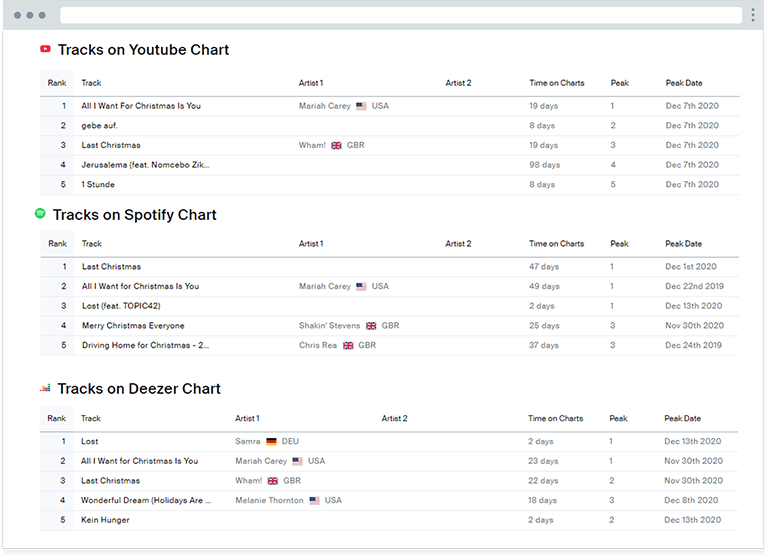 Tracks on Youtube Chart
Rank Track Artist 1 Artist 2 Time on Charts Peak Peak Date
1 All I Want For Christmas Is You Mariah Carey USA 19 days 1 Dec 7th 2020
2 gebe auf. 8 days 2 Dec 7th 2020
3 Last Christmas Wham! GBR 19 days 3 Dec 7th 2020
4 Jerusalema (feat. Nomcebo Zik... 98 days 4 Dec 7th 2020
5 1 Stunde 8 days 5 Dec 7th 2020
Tracks on Spotify Chart
Rank Track Artist 1 Artist 2 Time on Charts Peak Peak Date
1 Last Christmas 47 days 1 Dec 1st 2020
2 All I Want for Christmas Is You Mariah Carey USA 49 days 1 Dec 22nd 2019
3 Lost (feat. TOPIC42) 2 days 1 Dec 13th 2020
4 Merry Christmas Everyone Shakin' Stevens GBR 25 days 3 Nov 30th 2020
5 Driving Home for Christmas - 2... Chris Rea GBR 37 days 3 Dec 24th 2019
Tracks on Deezer Chart
Rank Track Artist 1 Artist 2 Time on Charts Peak Peak Date
1 Lost Samra DEU 2 days 1 Dec 13th 2020
2 All I Want for Christmas Is You Mariah Carey USA 23 days 1 Nov 30th 2020
3 Last Christmas Wham! GBR 22 days 2 Nov 30th 2020
4 Wonderful Dream (Holidays Are ... Melanie Thornton USA 18 days 3 Dec 8th 2020
5 Kein Hunger 2 days 2 Dec 13th 2020